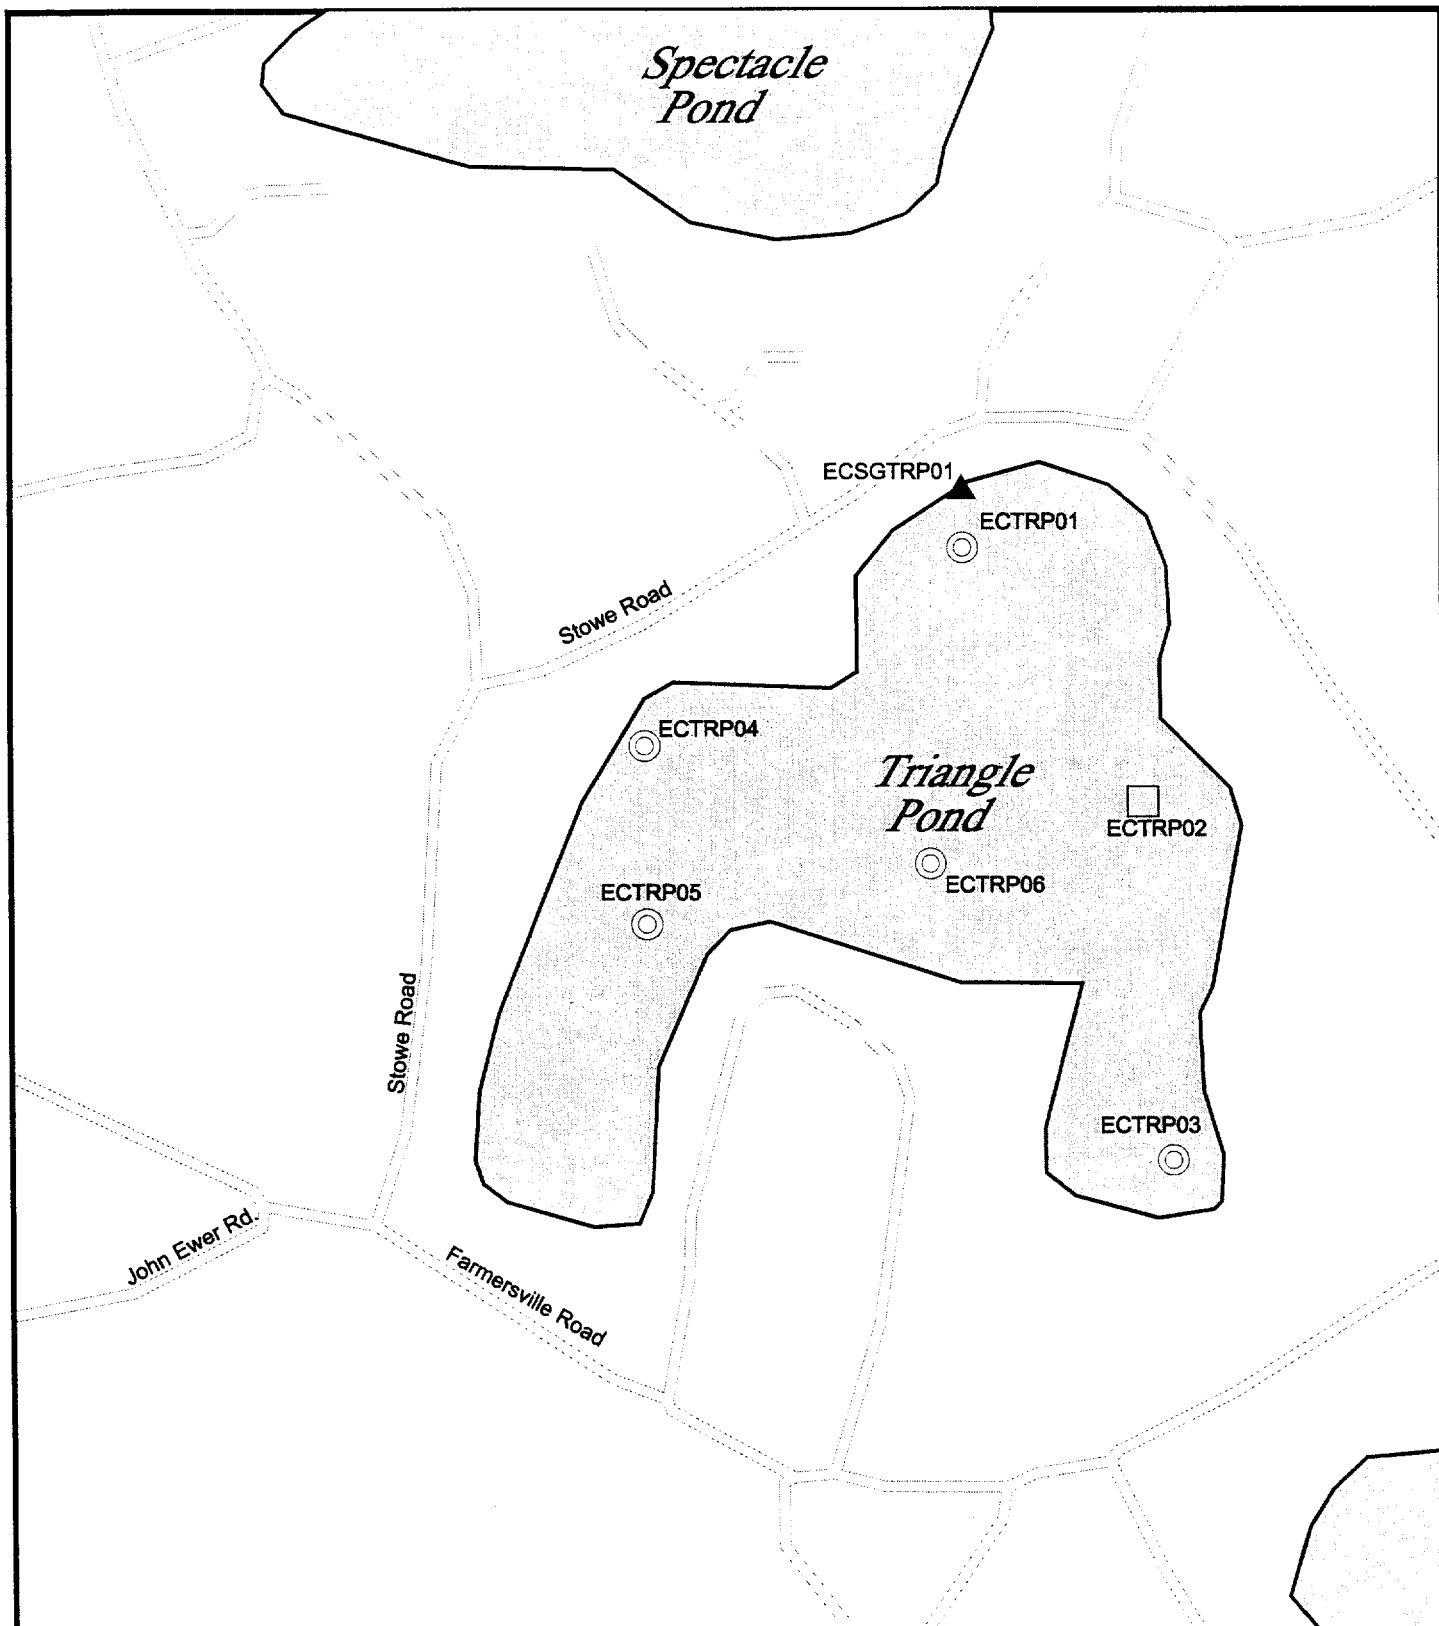 Spectacle
Pond
ECSGTRP01
ECTRP01
Stowe Road
ECTRP04
Triangle
Pond
ECTRP02
ECTRP06
ECTRP05
Stowe Road
ECTRP03
John Ewer Rd.
Farmersville Road